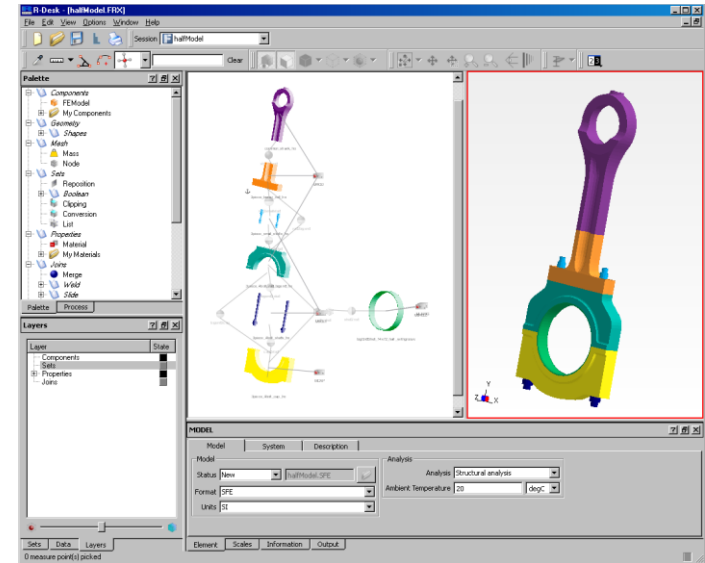 R-Desk - [halfModel.FRX]
File Edit View Options Window Help
Session halfModel
Clear
Palette
Components
FEModel
My Components
Geometry
Shapes
Mesh
Mass
Node
Sets
Reposition
Boolean
Clipping
Conversion
List
Properties
Material
My Materials
Joins
Merge
Weld
Slide
Palette Process
Layers
Layer State
Components
Sets
Properties
Joins
Sets Data Layers
0 measure point(s) picked
Y
Z X
MODEL
Model System Description
Model
Status New halfModel.SFE
Format SFE
Units SI
Analysis
Analysis Structural analysis
Ambient Temperature 20 degC
Element Scales Information Output